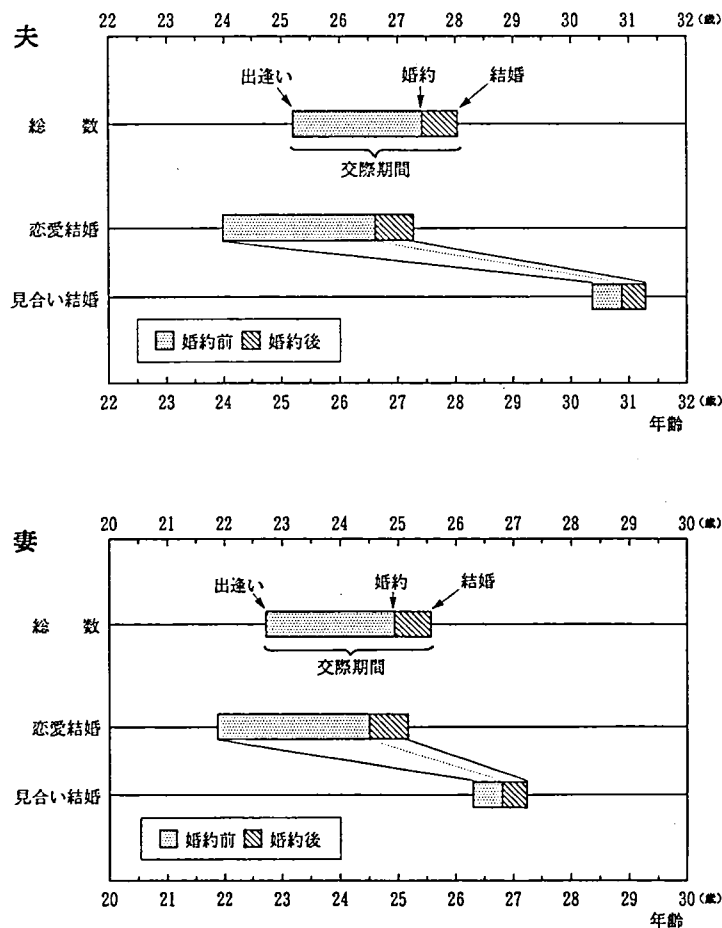 22 23 24 25 26 27 28 29 30 31 32(歳)
夫
出逢い 婚約 結婚
総 数
交際期間
恋愛結婚
見合い結婚
婚約前 婚約後
22 23 24 25 26 27 28 29 30 31 32(歳)
年齢
20 21 22 23 24 25 26 27 28 29 30(歳)
妻
出逢い 婚約 結婚
総 数
交際期間
恋愛結婚
見合い結婚
婚約前 婚約後
20 21 22 23 24 25 26 27 28 29 30(歳)
年齢